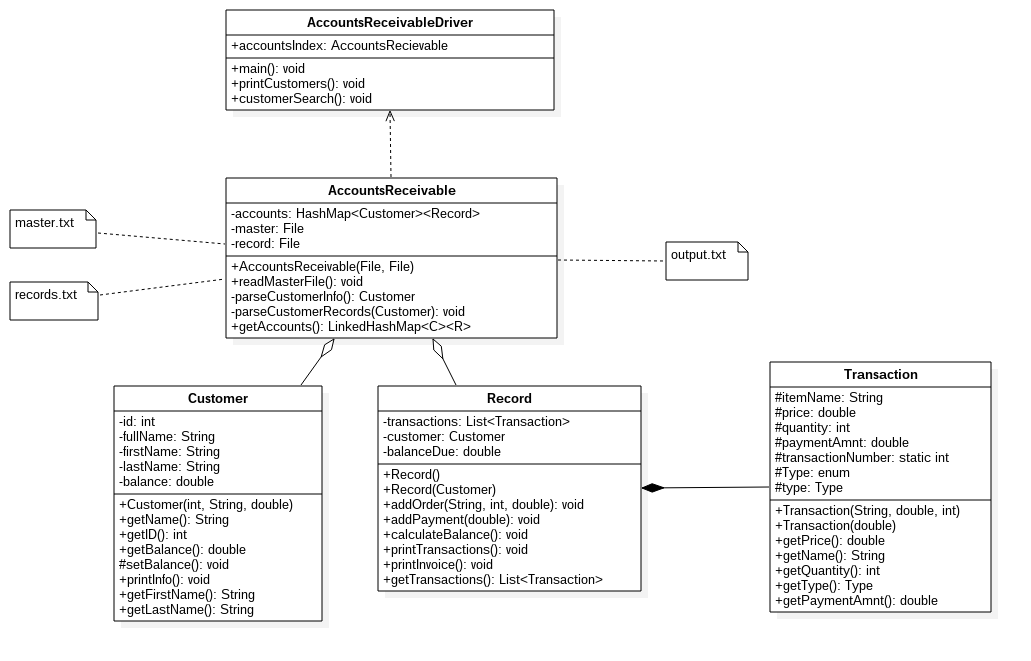 AccountsReceivableDriver
+accountsIndex: AccountsRecievable
+main(): void
+printCustomers(): void
+customerSearch(): void
AccountsReceivable
-accounts: HashMap<Customer><Record>
-master: File
-record: File
+AccountsReceivable(File, File)
+readMasterFile(): void
-parseCustomerInfo(): Customer
-parseCustomerRecords(Customer): void
+getAccounts(): LinkedHashMap<C><R>
master.txt
records.txt
output.txt
Customer
-id: int
-fullName: String
-firstName: String
-lastName: String
-balance: double
+Customer(int, String, double)
+getName(): String
+getID(): int
+getBalance(): double
#setBalance(): void
+printInfo(): void
+getFirstName(): String
+getLastName(): String
Record
-transactions: List<Transaction>
-customer: Customer
-balanceDue: double
+Record()
+Record(Customer)
+addOrder(String, int, double): void
+addPayment(double): void
+calculateBalance(): void
+printTransactions(): void
+printInvoice(): void
+getTransactions(): List<Transaction>
Transaction
#itemName: String
#price: double
#quantity: int
#paymentAmnt: double
#transactionNumber: static int
#Type: enum
#type: Type
+Transaction(String, double, int)
+Transaction(double)
+getPrice(): double
+getName(): String
+getQuantity(): int
+getType(): Type
+getPaymentAmnt(): double